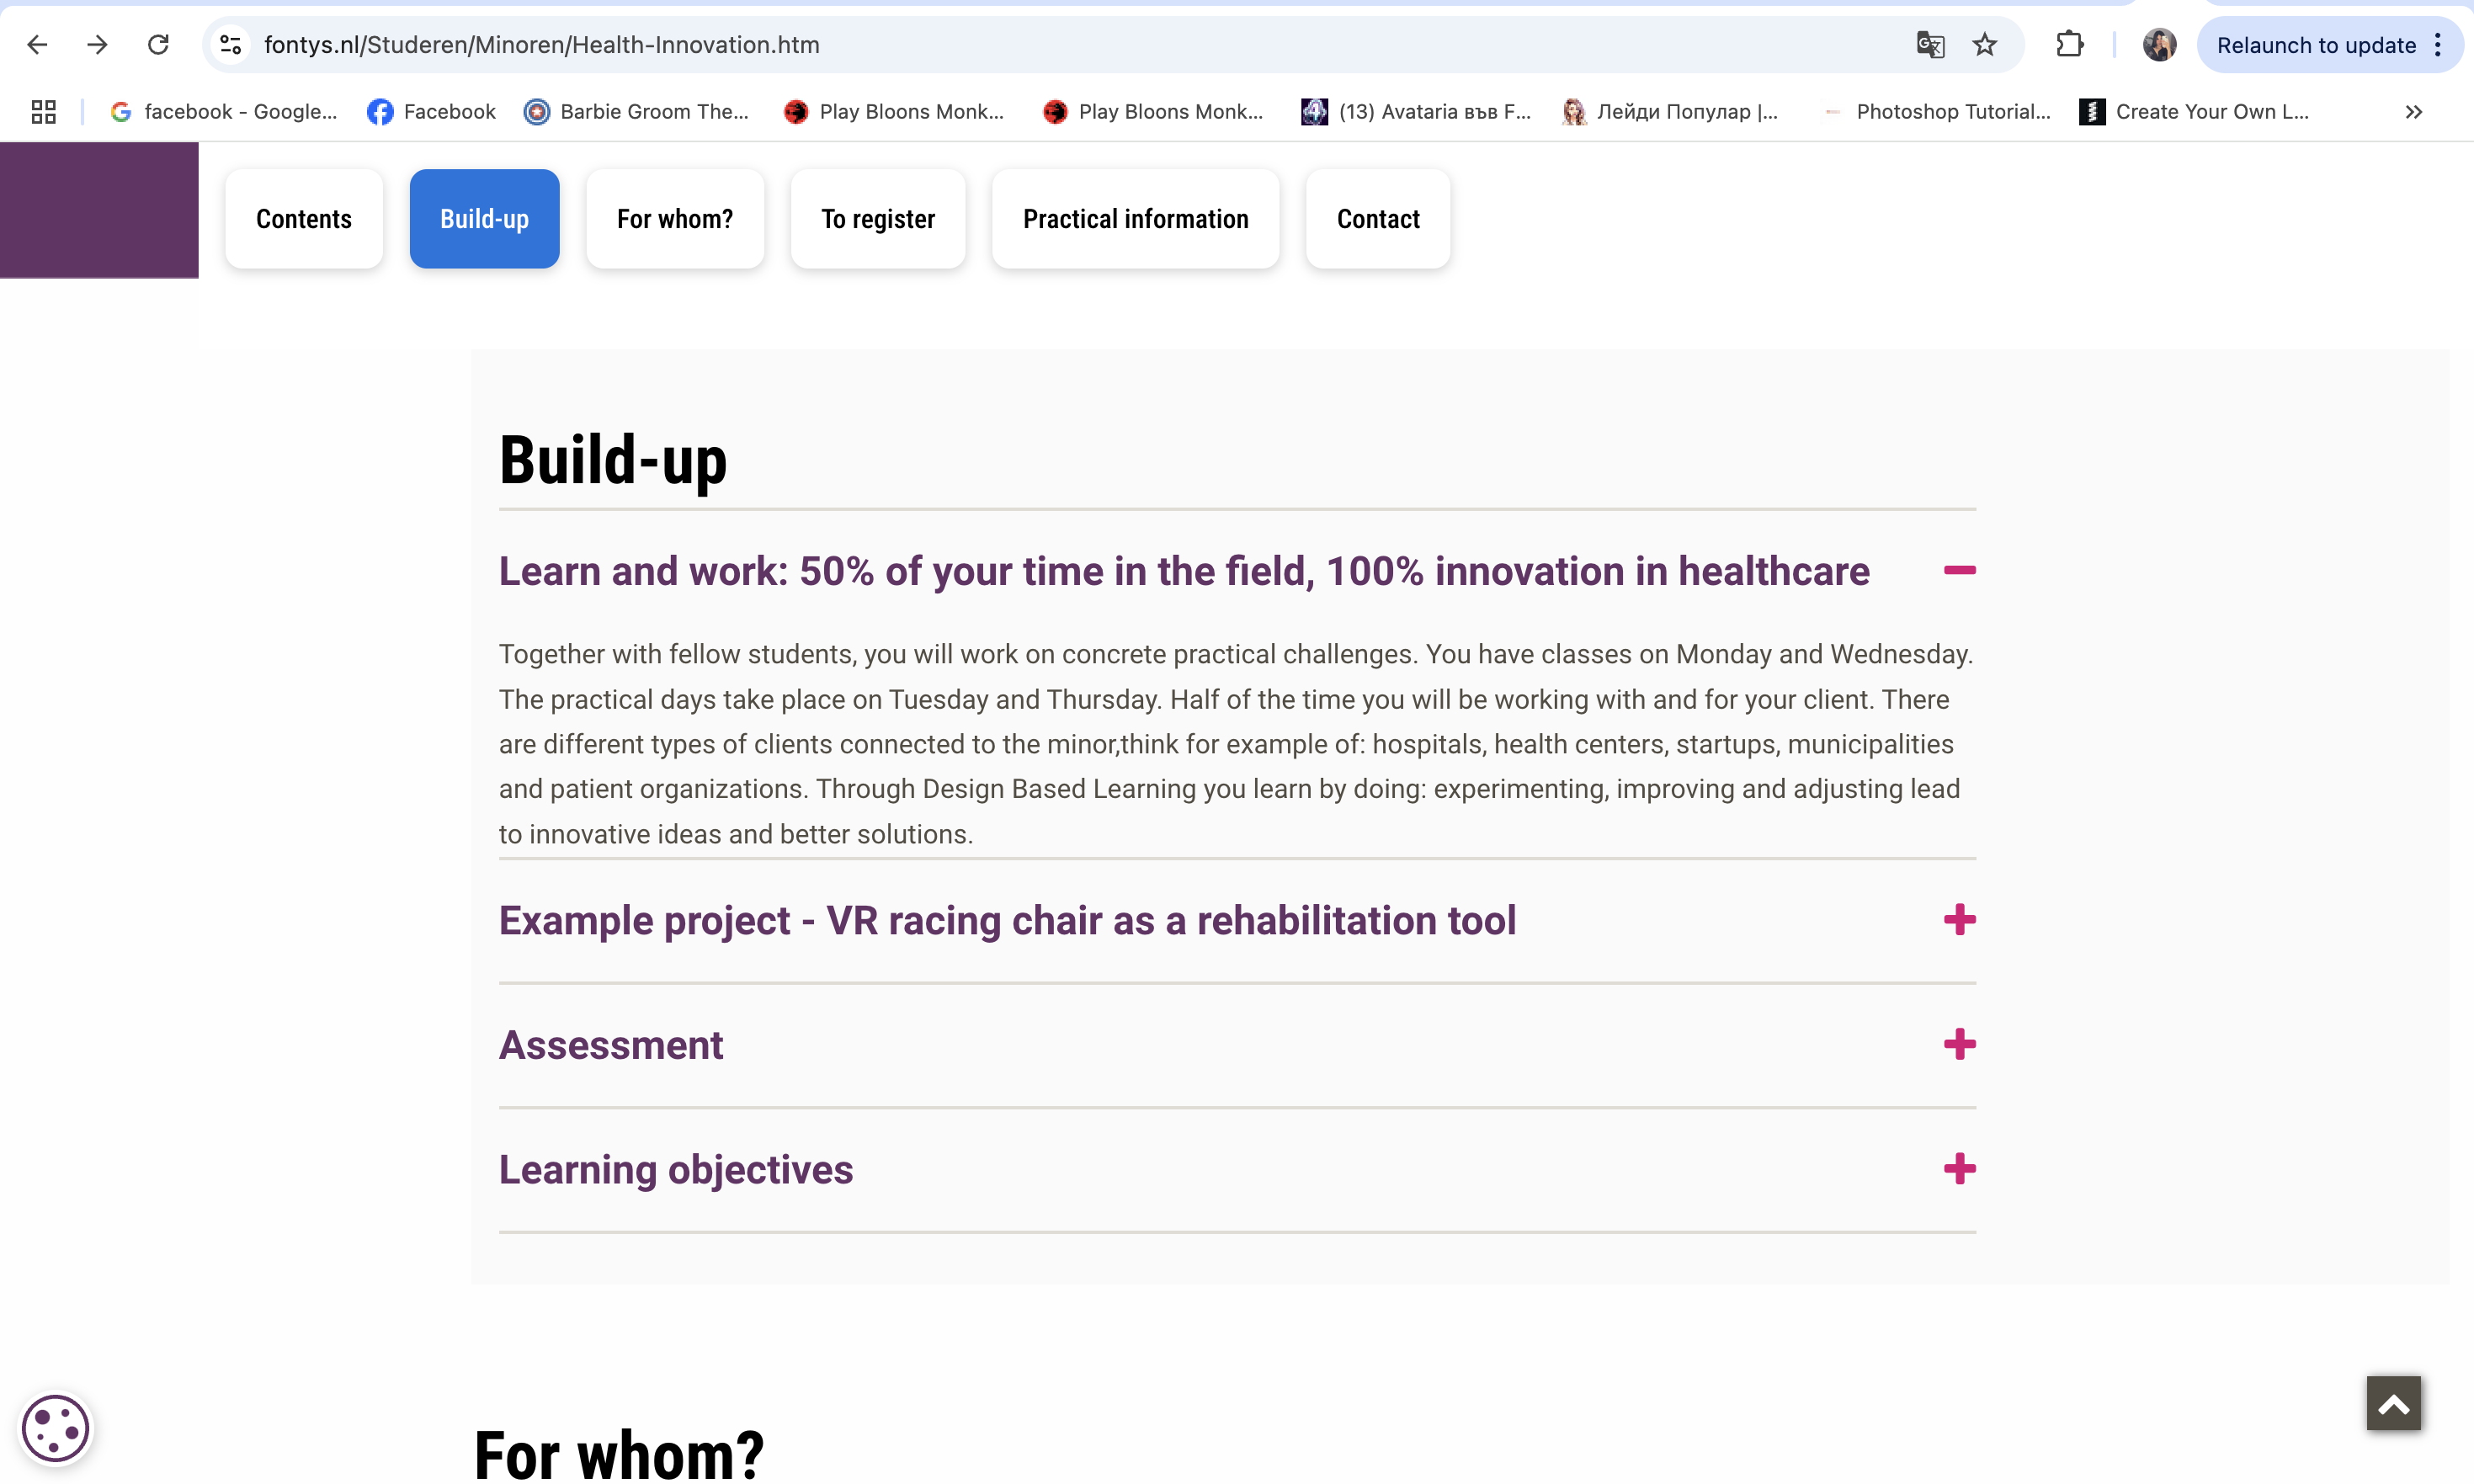 fontys.nl/Studeren/Minoren/Health-Innovation.htm
Relaunch to update
facebook - Google...
Facebook
Barbie Groom The...
Play Bloons Monk...
Play Bloons Monk...
(13) Avataria във F...
Лейди Популар |...
Photoshop Tutorial...
Create Your Own L...
Contents
Build-up
For whom?
To register
Practical information
Contact
Build-up
Learn and work: 50% of your time in the field, 100% innovation in healthcare
Together with fellow students, you will work on concrete practical challenges. You have classes on Monday and Wednesday.
The practical days take place on Tuesday and Thursday. Half of the time you will be working with and for your client. There
are different types of clients connected to the minor,think for example of: hospitals, health centers, startups, municipalities
and patient organizations. Through Design Based Learning you learn by doing: experimenting, improving and adjusting lead
to innovative ideas and better solutions.
Example project - VR racing chair as a rehabilitation tool
Assessment
Learning objectives
For whom?